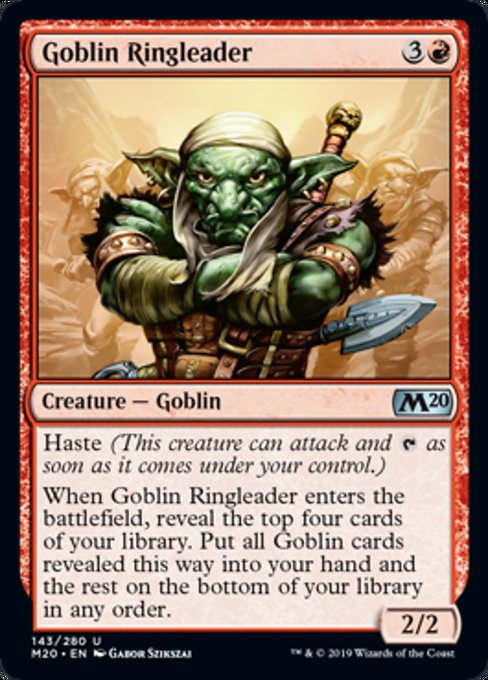 Goblin Ringleader 3
Creature — Goblin M20
Haste (This creature can attack and as
soon as it comes under your control.)
When Goblin Ringleader enters the
battlefield, reveal the top four cards
of your library. Put all Goblin cards
revealed this way into your hand and
the rest on the bottom of your library
in any order.
2/2
143/280 U
M20 • EN Gabor Szikszai ™ & © 2019 Wizards of the Coast